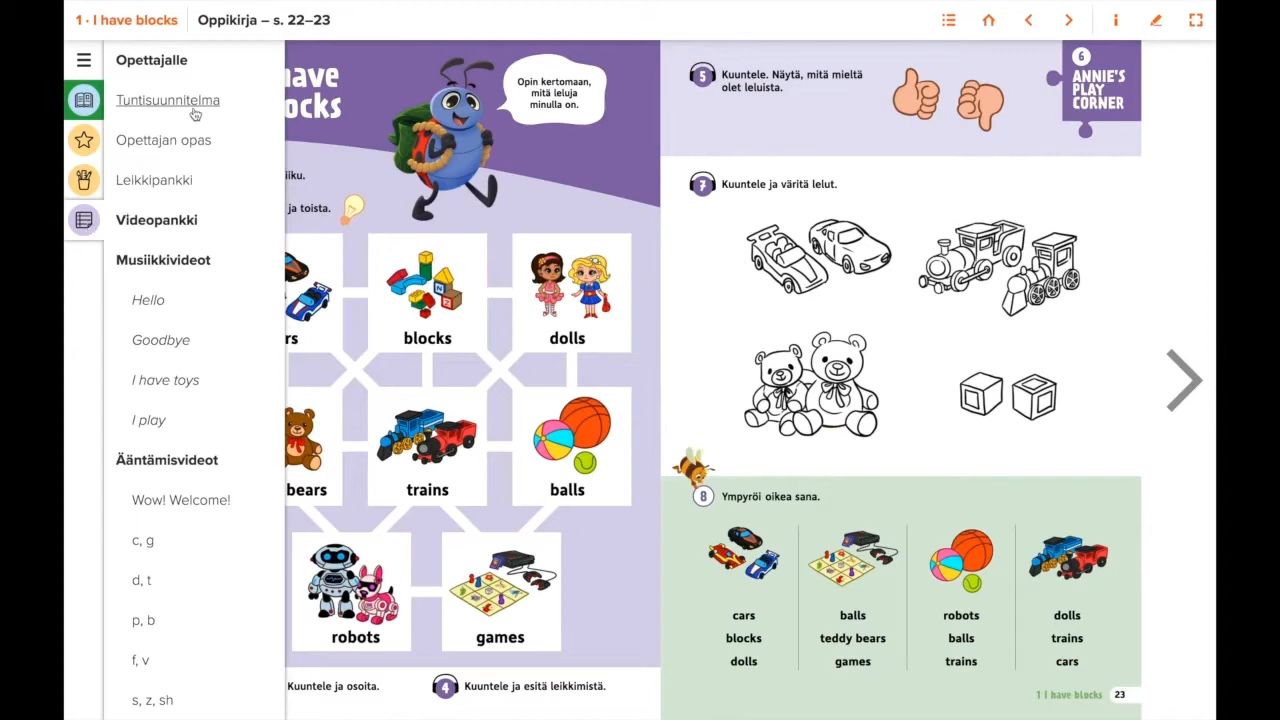 1 · I have blocks
Oppikirja – s. 22–23
Opettajalle
Tuntisuunnitelma
Opettajan opas
Leikkipankki
Videopankki
Musiikkivideot
Hello
Goodbye
I have toys
I play
Ääntämisvideot
Wow! Welcome!
c, g
d, t
p, b
f, v
s, z, sh
have
ocks
Opin kertomaan,
mitä leluja
minulla on.
iiku.
ja toista.
rs
blocks
dolls
bears
trains
balls
robots
games
Kuuntele ja osoita.
4 Kuuntele ja esitä leikkimistä.
5 Kuuntele. Näytä, mitä mieltä
olet leluista.
6
ANNIE'S
PLAY
CORNER
7 Kuuntele ja väritä lelut.
N
Z
8 Ympyröi oikea sana.
cars
blocks
dolls
balls
teddy bears
games
robots
balls
trains
dolls
trains
cars
1 I have blocks 23